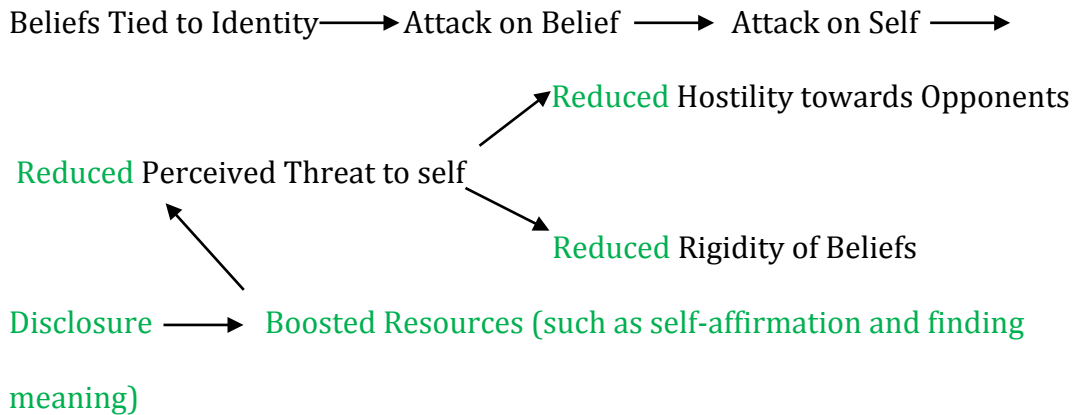 Beliefs Tied to Identity Attack on Belief Attack on Self
Reduced Hostility towards Opponents
Reduced Perceived Threat to self
Reduced Rigidity of Beliefs
Disclosure Boosted Resources (such as self-affirmation and finding
meaning)